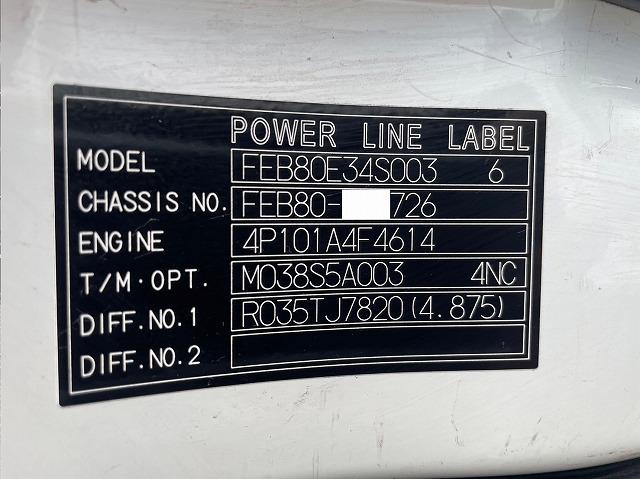 POWER LINE LABEL
MODEL FEB80E34S003 6
CHASSIS NO. FEB80- 726
ENGINE 4P101A4F4614
T/M·OPT. M038S5A003 4NC
DIFF.NO.1 R035TJ7820(4.875)
DIFF.NO.2